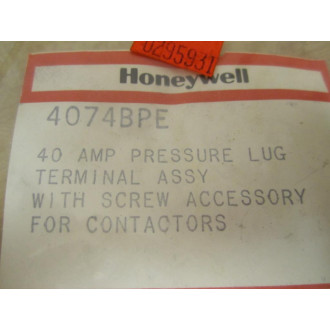 0295931
Honeywell
4074BPE
40 AMP PRESSURE LUG
TERMINAL ASSY
WITH SCREW ACCESSORY
FOR CONTACTORS